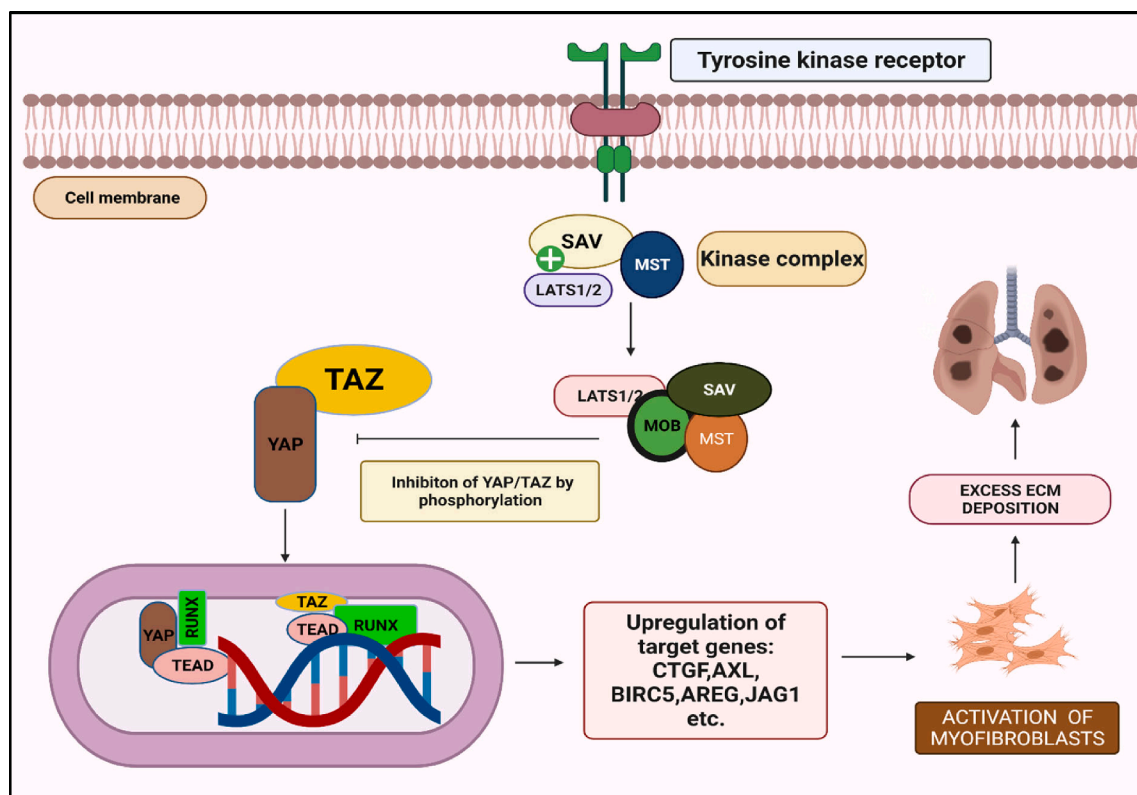 Tyrosine kinase receptor
Cell membrane
SAV
MST
LATS1/2
Kinase complex
TAZ
YAP
LATS1/2
SAV
MOB
MST
Inhibiton of YAP/TAZ by
phosphorylation
EXCESS ECM
DEPOSITION
YAP
RUNX
TEAD
TAZ
TEAD
RUNX
Upregulation of
target genes:
CTGF,AXL,
BIRC5,AREG,JAG1
etc.
ACTIVATION OF
MYOFIBROBLASTS